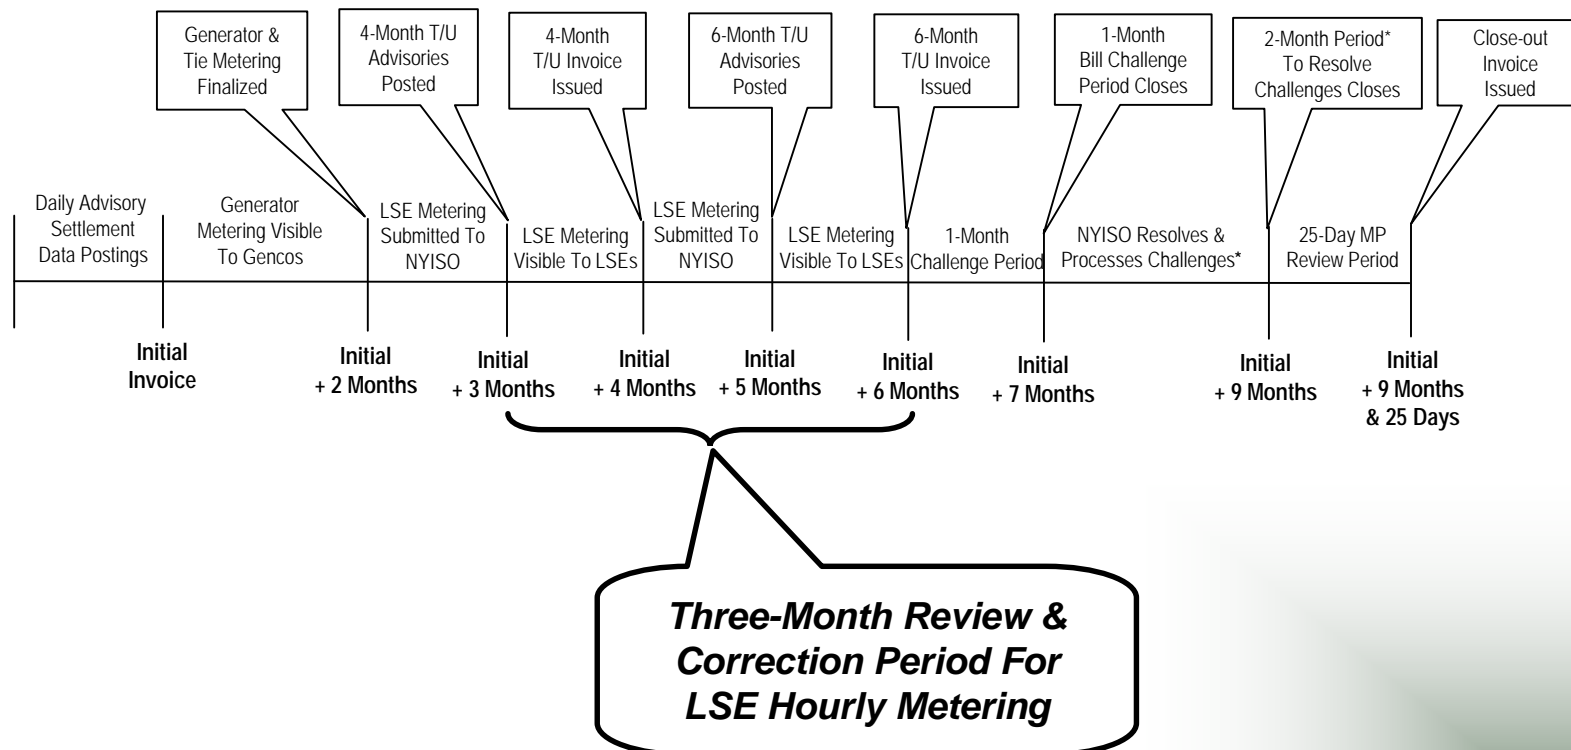 Generator &
Tie Metering
Finalized
4-Month T/U
Advisories
Posted
4-Month
T/U Invoice
Issued
6-Month T/U
Advisories
Posted
6-Month
T/U Invoice
Issued
1-Month
Bill Challenge
Period Closes
2-Month Period*
To Resolve
Challenges Closes
Close-out
Invoice
Issued
Daily Advisory
Settlement
Data Postings
Generator
Metering Visible
To Gencos
LSE Metering
Submitted To
NYISO
LSE Metering
Visible To LSEs
LSE Metering
Submitted To
NYISO
LSE Metering
Visible To LSEs
1-Month
Challenge Period
NYISO Resolves &
Processes Challenges*
25-Day MP
Review Period
Initial
Invoice
Initial
+ 2 Months
Initial
+ 3 Months
Initial
+ 4 Months
Initial
+ 5 Months
Initial
+ 6 Months
Initial
+ 7 Months
Initial
+ 9 Months
Initial
+ 9 Months
& 25 Days
Three-Month Review &
Correction Period For
LSE Hourly Metering